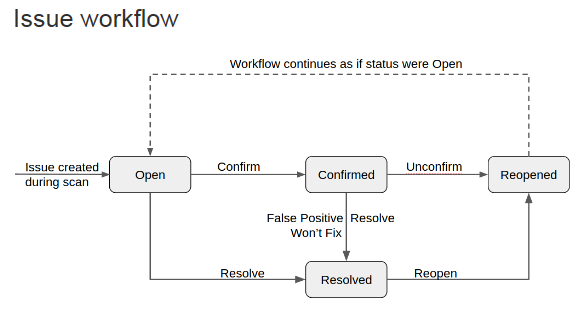 Issue workflow
Workflow continues as if status were Open
Issue created
during scan
Open
Confirm
Confirmed
Unconfirm
Reopened
False Positive
Won't Fix
Resolve
Resolve
Resolved
Reopen